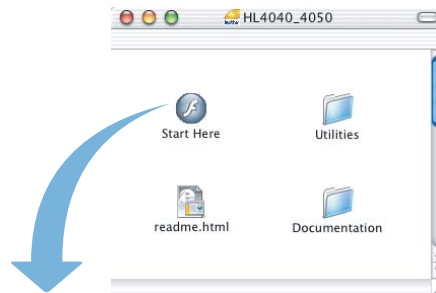 HL4040_4050
Start Here
Utilities
readme.html
Documentation